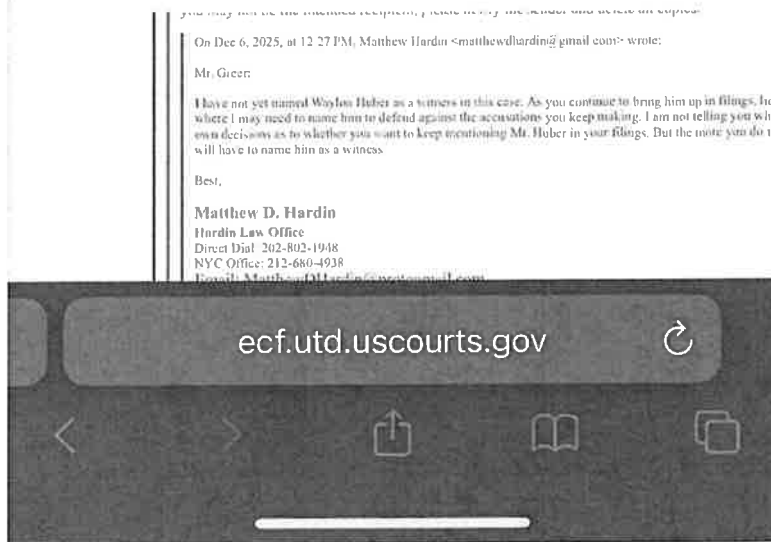 you may not be the intended recipient, please notify the sender and delete all copies.
On Dec 6, 2025, at 12 27 PM, Matthew Hardin <matthewdhardin@gmail com> wrote:
Mr. Greer:
I have not yet named Waylon Huber as a witness in this case. As you continue to bring him up in filings, he
where I may need to name him to defend against the accusations you keep making. I am not telling you wh
own decisions as to whether you want to keep mentioning Mr. Huber in your filings. But the more you do
will have to name him as a witness
Best,
Matthew D. Hardin
Hardin Law Office
Direct Dial 202-802-1948
NYC Office: 212-680-4938
Email: MatthewDHardin@protonmail.com
ecf.utd.uscourts.gov